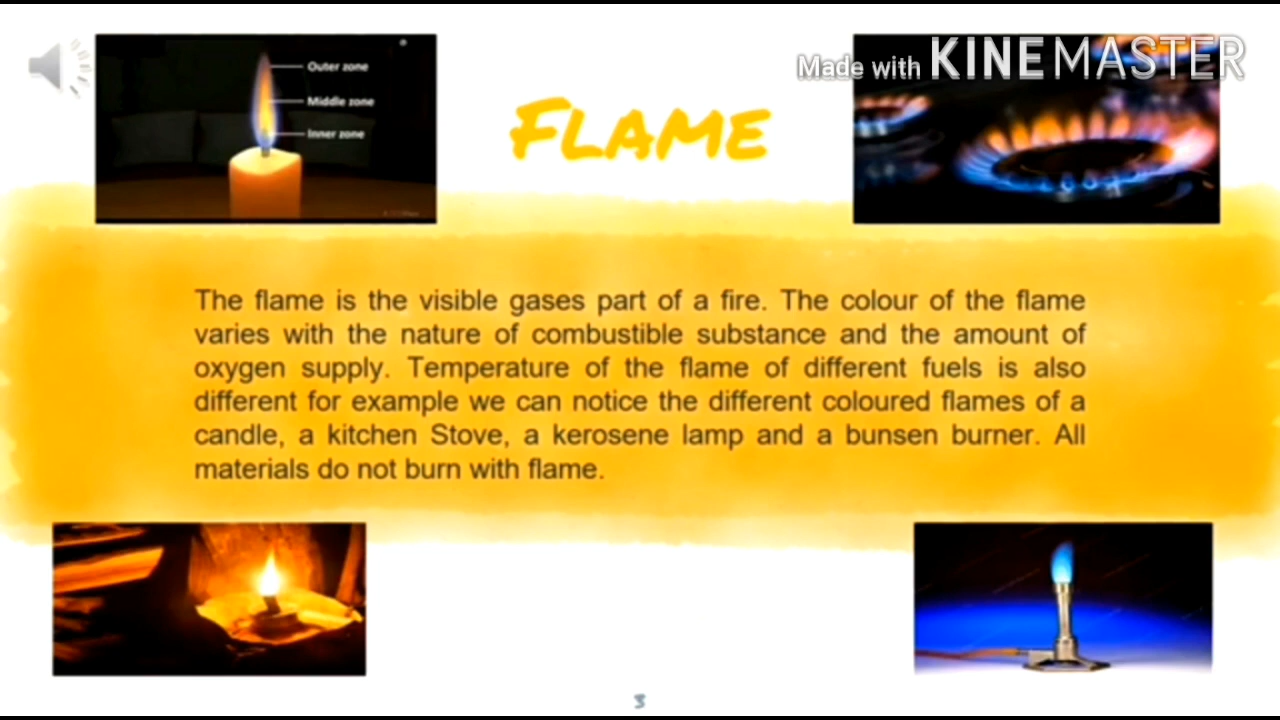 Made with KINEMASTER
Outer zone
Middle zone
Inner zone
FLAME
The flame is the visible gases part of a fire. The colour of the flame
varies with the nature of combustible substance and the amount of
oxygen supply. Temperature of the flame of different fuels is also
different for example we can notice the different coloured flames of a
candle, a kitchen Stove, a kerosene lamp and a bunsen burner. All
materials do not burn with flame.
3